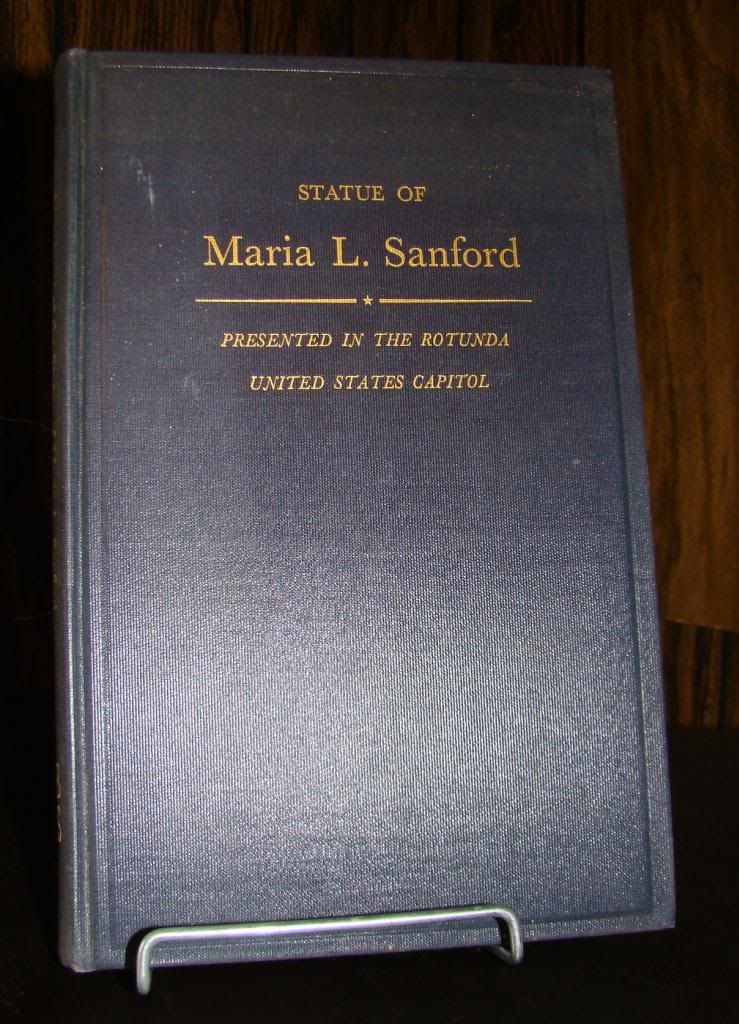 STATUE OF
Maria L. Sanford
PRESENTED IN THE ROTUNDA
UNITED STATES CAPITOL